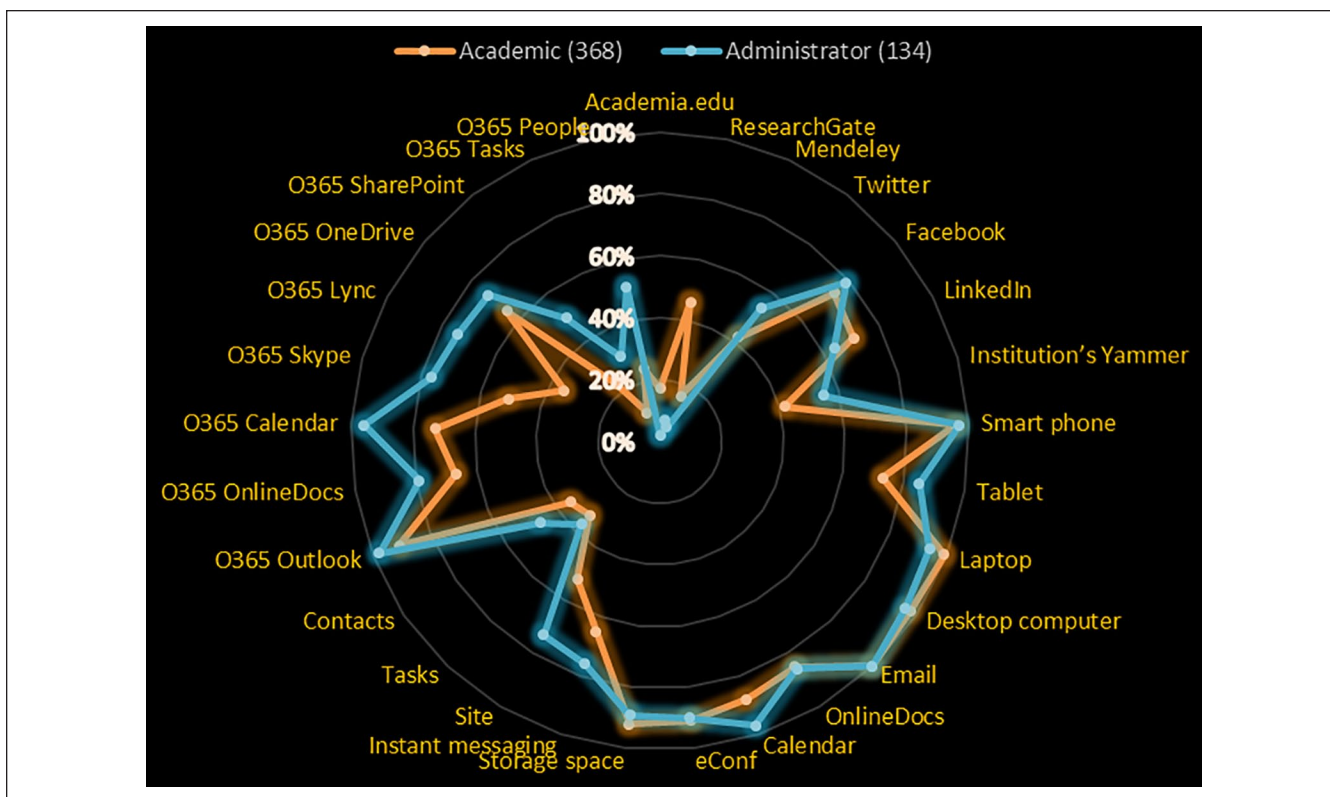 Academic (368) Administrator (134)
Academia.edu
O365 People
ResearchGate
100%
O365 Tasks
Mendeley
O365 SharePoint
Twitter
80%
O365 OneDrive
Facebook
60%
O365 Lync
LinkedIn
40%
O365 Skype
Institution’s Yammer
20%
O365 Calendar
Smart phone
0%
O365 OnlineDocs
Tablet
O365 Outlook
Laptop
Contacts
Desktop computer
Tasks
Email
Site
OnlineDocs
Instant messaging
Calendar
Storage space
eConf